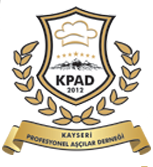 KPAD
2012
KAYSERİ
PROFESYONEL AŞÇILAR DERNEĞİ